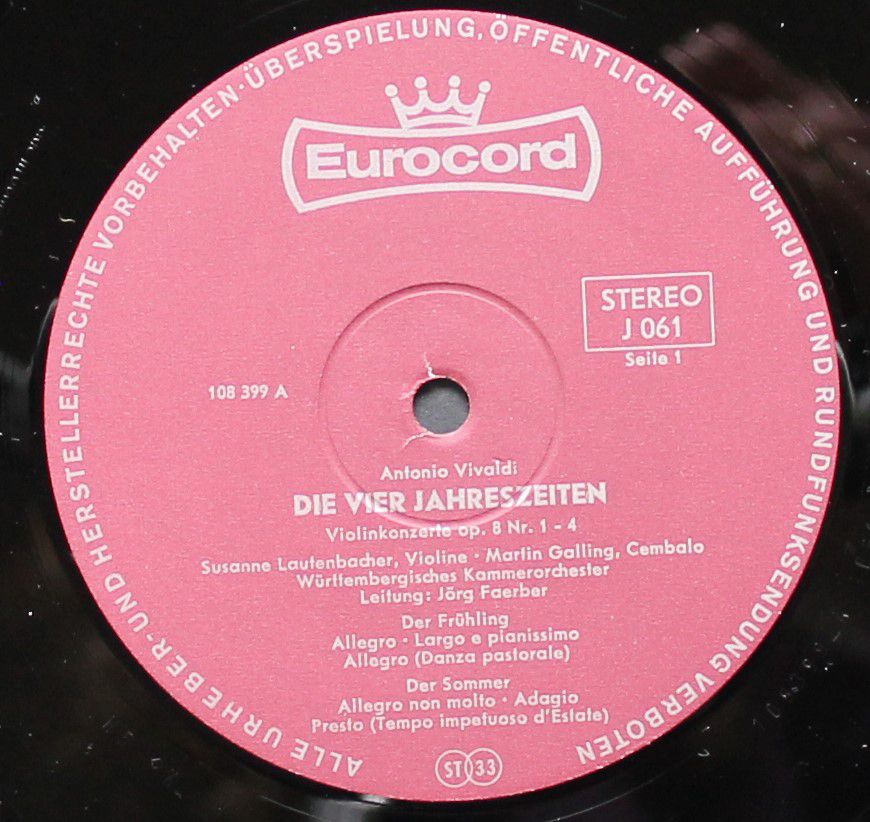 ALLE URHEBER- UND HERSTELLERRECHTE VORBEHALTEN · ÜBERSPIELUNG, ÖFFENTLICHE AUFFÜHRUNG UND RUNDFUNKSENDUNG VERBOTEN
Eurocord
STEREO
J 061
Seite 1
108 399 A
Antonio Vivaldi
DIE VIER JAHRESZEITEN
Violinkonzerte op. 8 Nr. 1 - 4
Susanne Lautenbacher, Violine · Martin Galling, Cembalo
Württembergisches Kammerorchester
Leitung: Jörg Faerber
Der Frühling
Allegro · Largo e pianissimo
Allegro (Danza pastorale)
Der Sommer
Allegro non molto · Adagio
Presto (Tempo impetuoso d'Estate)
ST 33